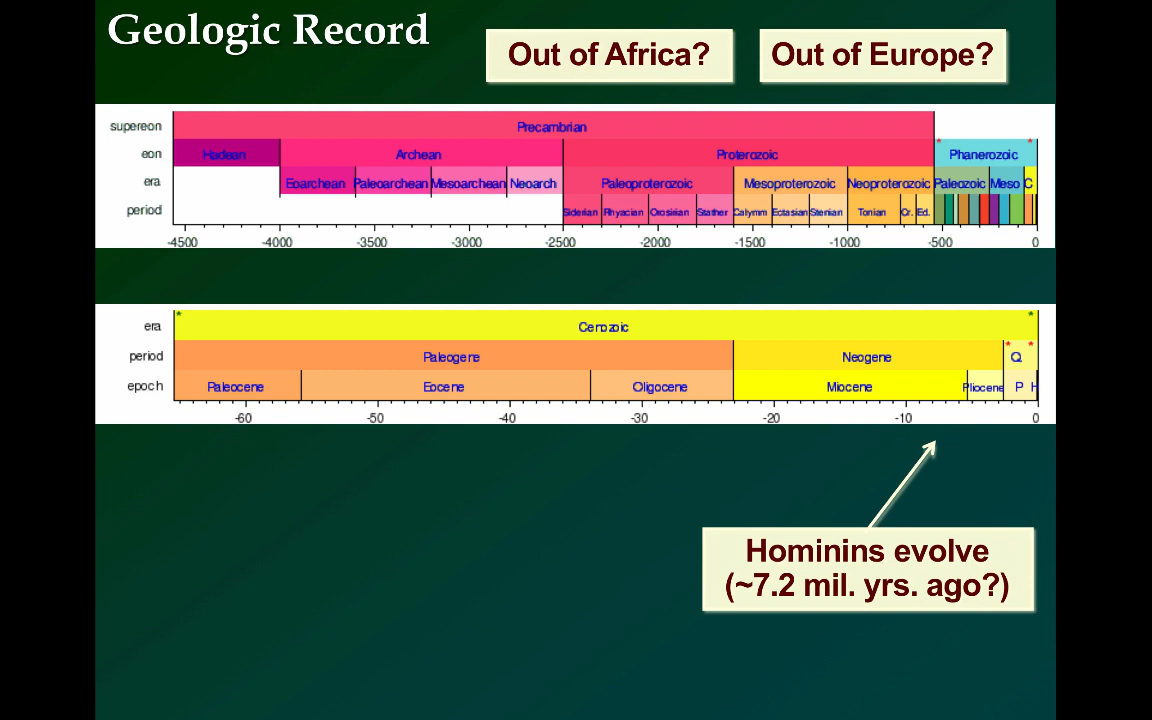 Geologic Record
Out of Africa?
Out of Europe?
supereon
Precambrian
eon
Hadean
Archean
Proterozoic
* *
Phanerozoic
era
Eoarchean
Paleoarchean
Mesoarchean
Neoarch
Paleoproterozoic
Mesoproterozoic
Neoproterozoic
Paleozoic
Meso
C
period
Siderian
Rhyacian
Orosirian
Stather
Calymm
Ectasian
Stenian
Tonian
Cr.
Ed.
-4500 -4000 -3500 -3000 -2500 -2000 -1500 -1000 -500 0
* *
era
Cenozoic
period
Paleogene
Neogene
* *
Q
epoch
Paleocene
Eocene
Oligocene
Miocene
Pliocene
P
H
-60 -50 -40 -30 -20 -10 0
Hominins evolve
(~7.2 mil. yrs. ago?)